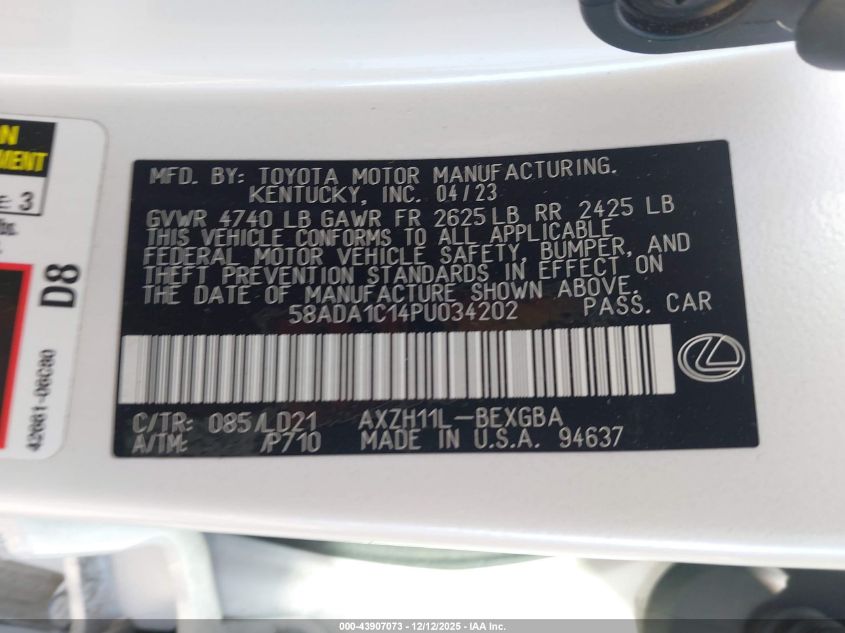 MFD. BY: TOYOTA MOTOR MANUFACTURING.
KENTUCKY, INC. 04/23
GVWR 4740 LB GAWR FR 2625 LB RR 2425 LB
THIS VEHICLE CONFORMS TO ALL APPLICABLE
FEDERAL MOTOR VEHICLE SAFETY, BUMPER, AND
THEFT PREVENTION STANDARDS IN EFFECT ON
THE DATE OF MANUFACTURE SHOWN ABOVE.
58ADA1C14PU034202 PASS. CAR
C/TR: 085/LD21 AXZH11L-BEXGBA
A/TM: /P710 MADE IN U.S.A. 94637
3
D8
42661-06C80
000-43907073 - 12/12/2025 - IAA Inc.